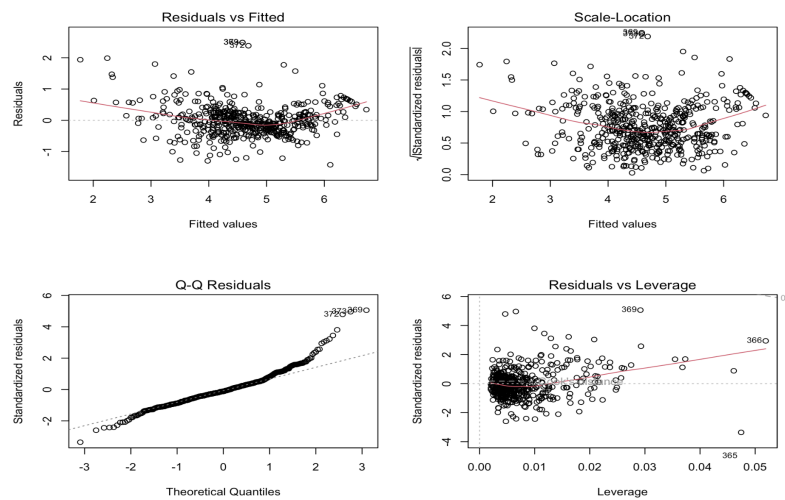 Residuals vs Fitted
Residuals
2
1
0
-1
369
372
2 3 4 5 6
Fitted values
Scale-Location
√|Standardized residuals|
2.0
1.5
1.0
0.5
0.0
369
372
2 3 4 5 6
Fitted values
Q-Q Residuals
Standardized residuals
6
4
2
0
-2
372
373
369
-3 -2 -1 0 1 2 3
Theoretical Quantiles
Residuals vs Leverage
Standardized residuals
6
4
2
0
-2
-4
369
366
365
0.00 0.01 0.02 0.03 0.04 0.05
Leverage